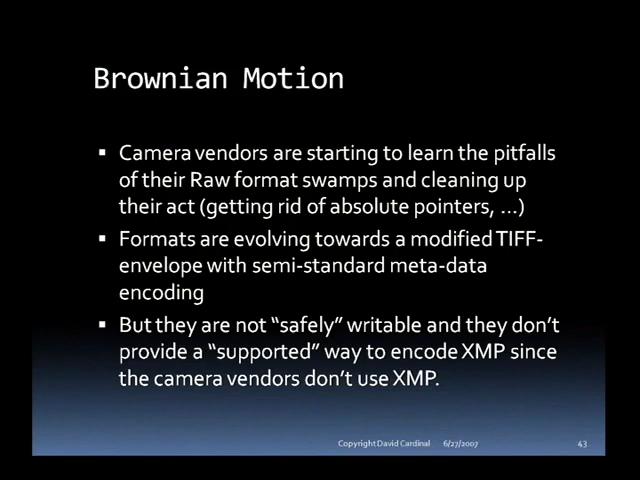 Brownian Motion
▪ Camera vendors are starting to learn the pitfalls
of their Raw format swamps and cleaning up
their act (getting rid of absolute pointers, ...)
▪ Formats are evolving towards a modified TIFF-
envelope with semi-standard meta-data
encoding
▪ But they are not “safely” writable and they don’t
provide a “supported” way to encode XMP since
the camera vendors don’t use XMP.
Copyright David Cardinal 6/27/2007 43